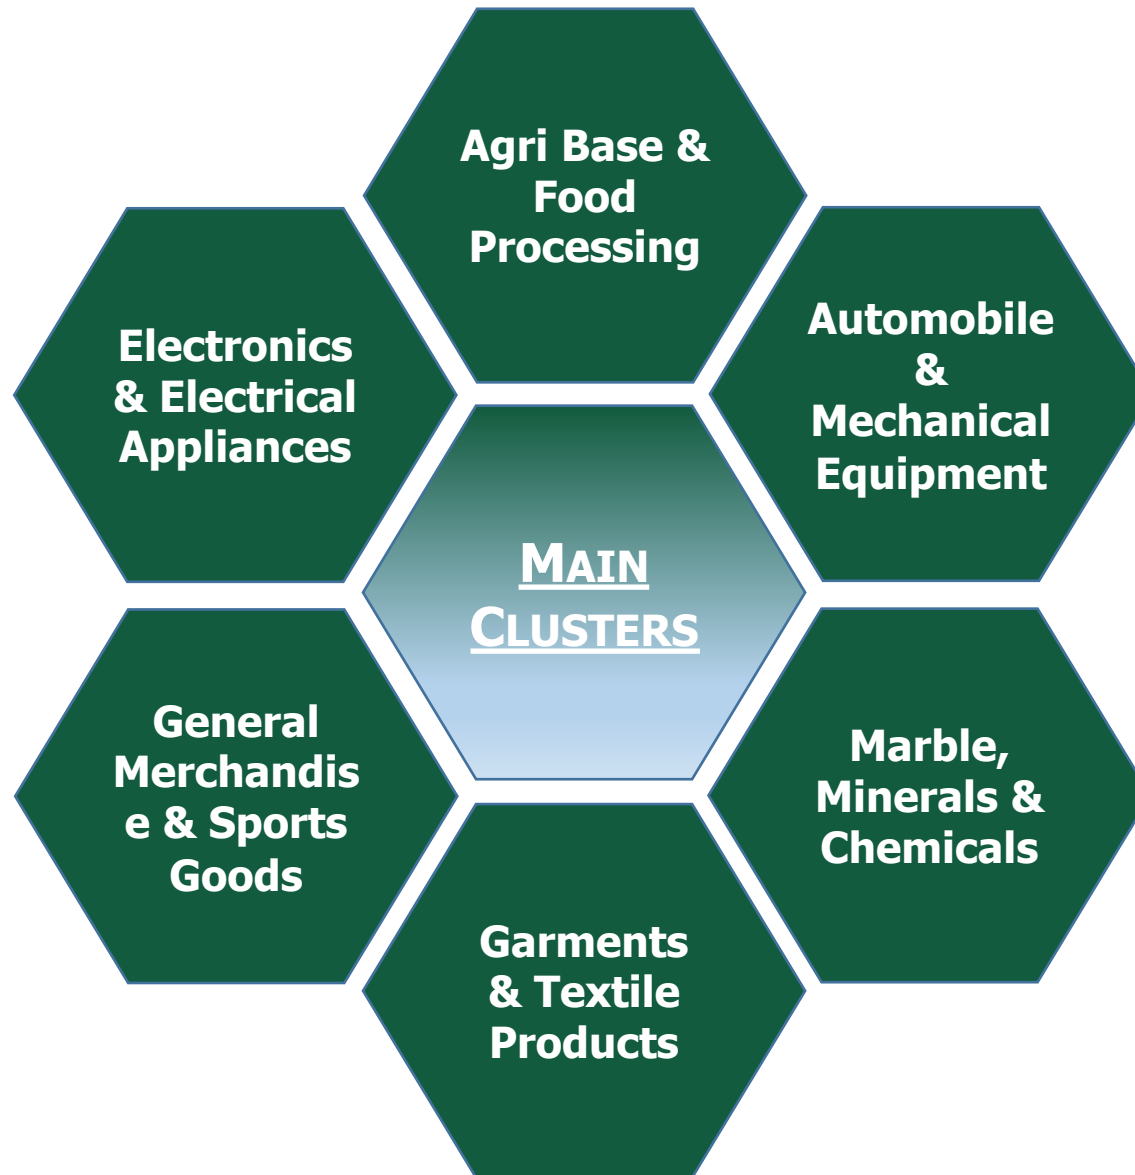 Agri Base &
Food
Processing
Electronics
& Electrical
Appliances
Automobile
&
Mechanical
Equipment
MAIN
CLUSTERS
General
Merchandis
e & Sports
Goods
Marble,
Minerals &
Chemicals
Garments
& Textile
Products